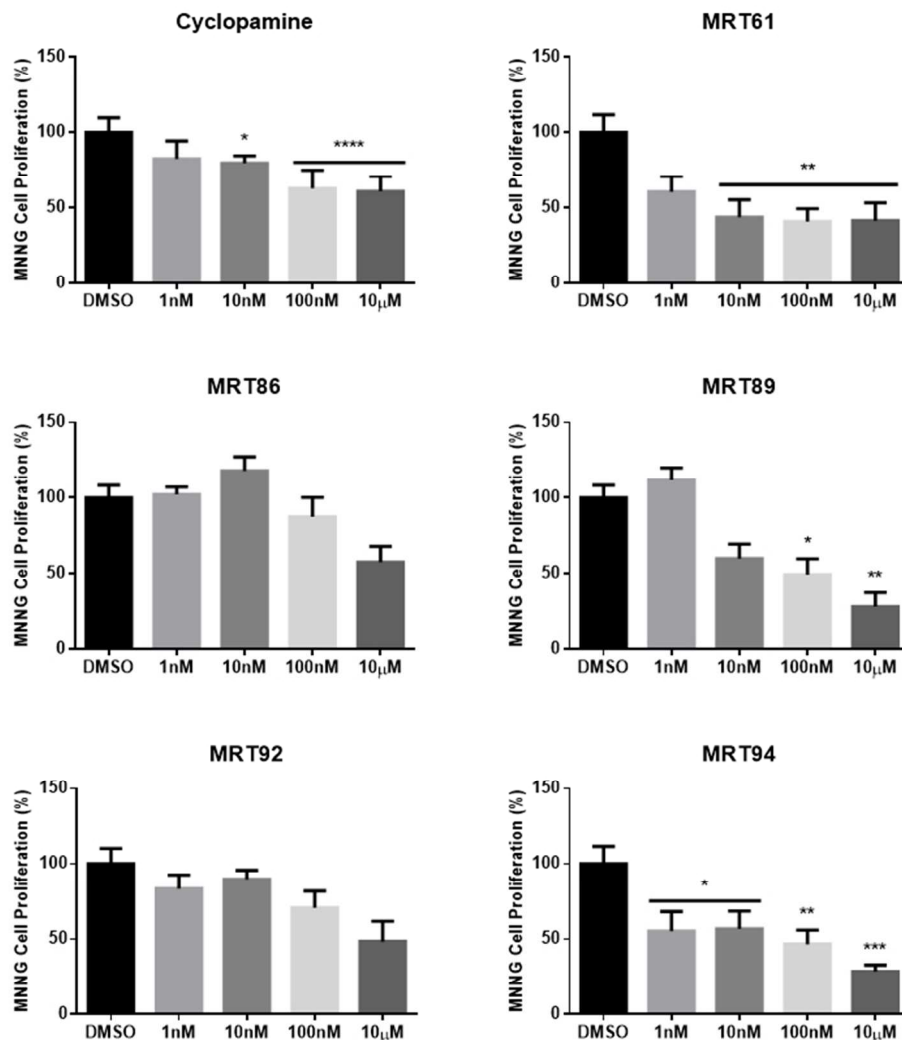 Cyclopamine
MNNG Cell Proliferation (%)
150
100
50
0
*
****
DMSO 1nM 10nM 100nM 10μM
MRT61
MNNG Cell Proliferation (%)
150
100
50
0
**
DMSO 1nM 10nM 100nM 10μM
MRT86
MNNG Cell Proliferation (%)
150
100
50
0
DMSO 1nM 10nM 100nM 10μM
MRT89
MNNG Cell Proliferation (%)
150
100
50
0
*
**
DMSO 1nM 10nM 100nM 10μM
MRT92
MNNG Cell Proliferation (%)
150
100
50
0
DMSO 1nM 10nM 100nM 10μM
MRT94
MNNG Cell Proliferation (%)
150
100
50
0
*
**
***
DMSO 1nM 10nM 100nM 10μM